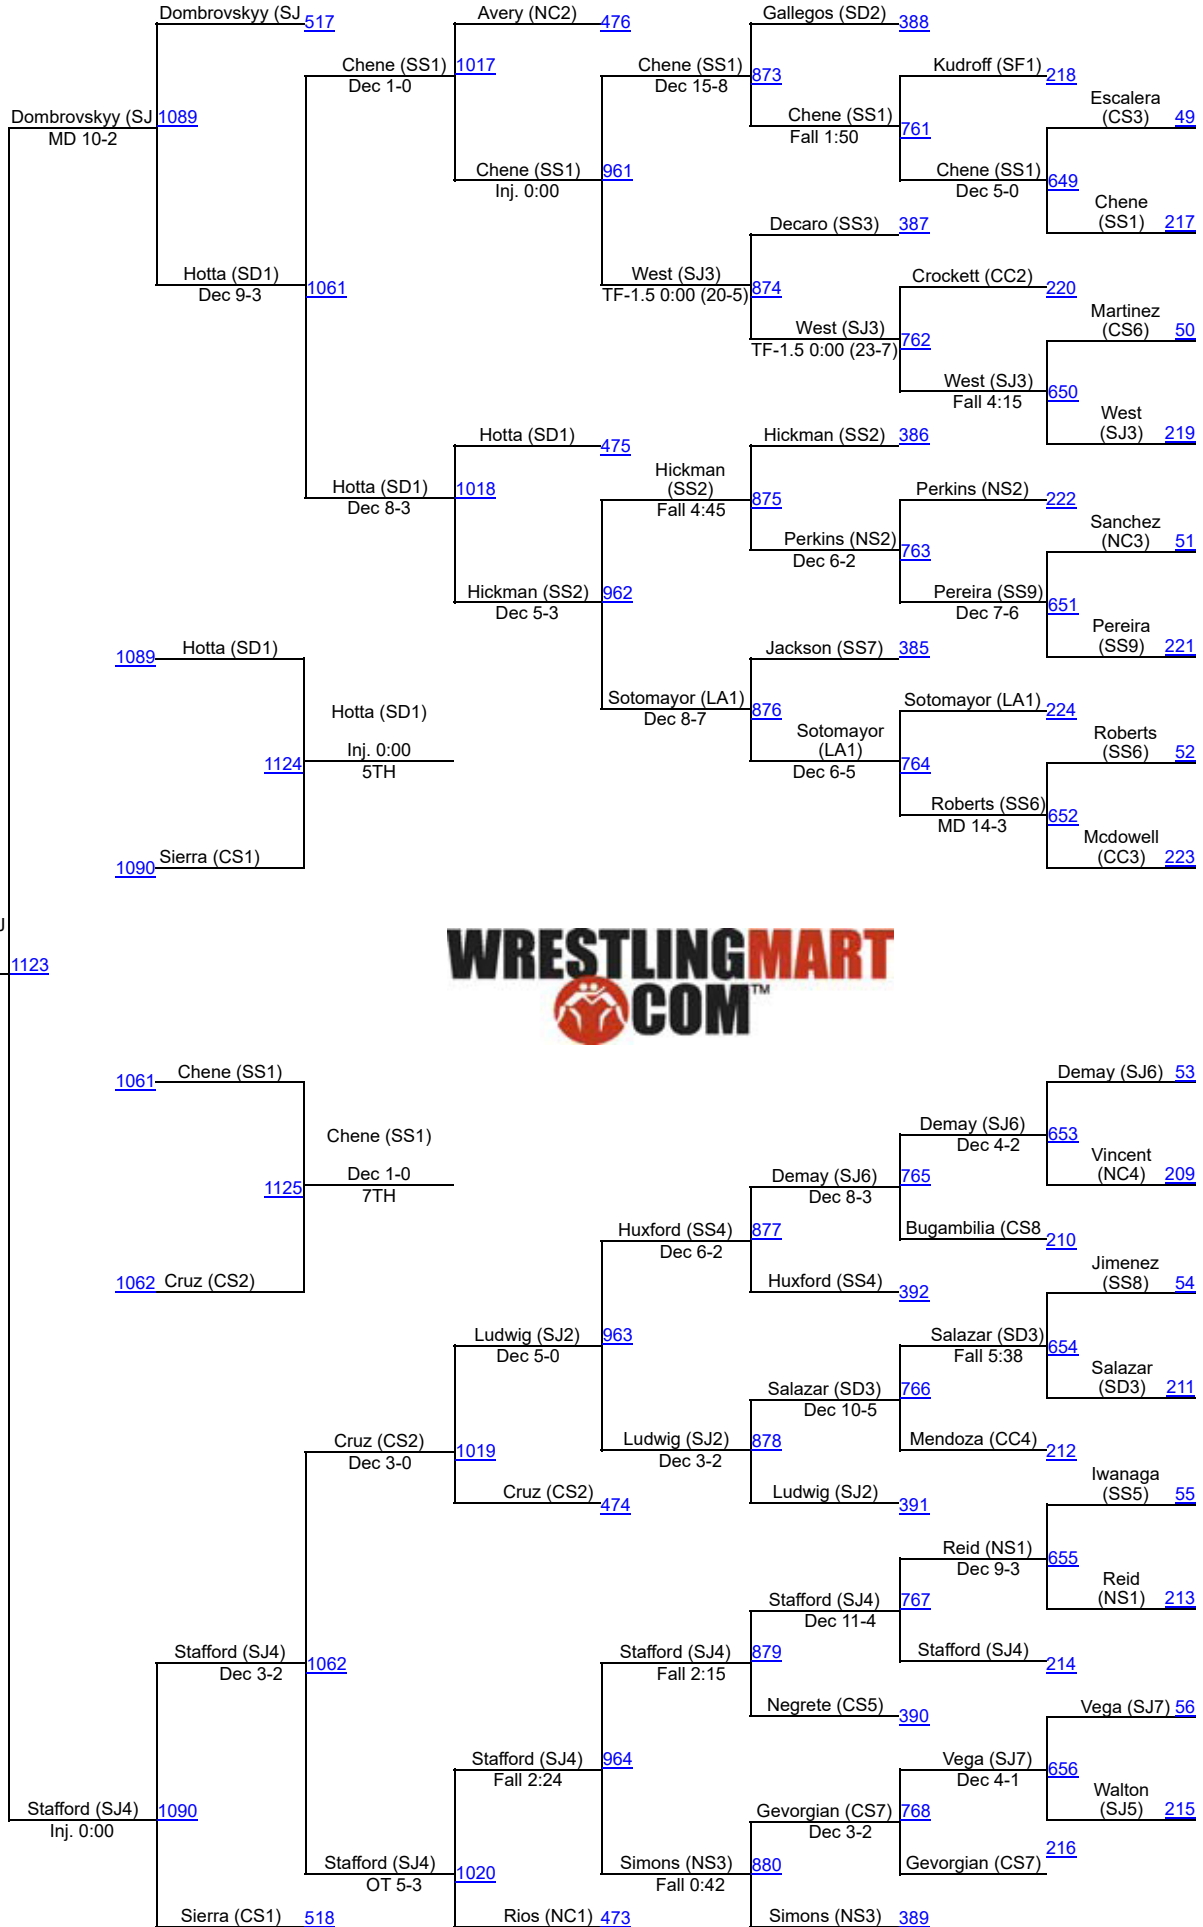 Dombrovskyy (SJ 517
Avery (NC2) 476
Gallegos (SD2) 388
Chene (SS1) 1017
Dec 1-0
Chene (SS1) 873
Dec 15-8
Kudroff (SF1) 218
Escalera
(CS3) 49
Dombrovskyy (SJ 1089
MD 10-2
Chene (SS1) 761
Fall 1:50
Chene (SS1) 961
Inj. 0:00
Chene (SS1) 649
Dec 5-0
Chene
(SS1) 217
Decaro (SS3) 387
Hotta (SD1) 1061
Dec 9-3
West (SJ3) 874
TF-1.5 0:00 (20-5)
Crockett (CC2) 220
Martinez
(CS6) 50
West (SJ3) 762
TF-1.5 0:00 (23-7)
West (SJ3) 650
Fall 4:15
West
(SJ3) 219
Hotta (SD1) 475
Hickman (SS2) 386
Hotta (SD1) 1018
Dec 8-3
Hickman
(SS2) 875
Fall 4:45
Perkins (NS2) 222
Sanchez
(NC3) 51
Perkins (NS2) 763
Dec 6-2
Hickman (SS2) 962
Dec 5-3
Pereira (SS9) 651
Dec 7-6
Pereira
(SS9) 221
1089 Hotta (SD1)
Jackson (SS7) 385
Hotta (SD1)
Sotomayor (LA1) 876
Dec 8-7
Sotomayor (LA1) 224
Roberts
(SS6) 52
1124 Inj. 0:00
5TH
Sotomayor
(LA1) 764
Dec 6-5
Roberts (SS6) 652
MD 14-3
Mcdowell
(CC3) 223
1090 Sierra (CS1)
J
1123
WRESTLINGMART
COM™
1061 Chene (SS1)
Demay (SJ6) 53
Chene (SS1)
Demay (SJ6) 653
Dec 4-2
Vincent
(NC4) 209
1125 Dec 1-0
7TH
Demay (SJ6) 765
Dec 8-3
Huxford (SS4) 877
Dec 6-2
Bugambilia (CS8 210
1062 Cruz (CS2)
Huxford (SS4) 392
Jimenez
(SS8) 54
Ludwig (SJ2) 963
Dec 5-0
Salazar (SD3) 654
Fall 5:38
Salazar
(SD3) 211
Salazar (SD3) 766
Dec 10-5
Cruz (CS2) 1019
Dec 3-0
Ludwig (SJ2) 878
Dec 3-2
Mendoza (CC4) 212
Cruz (CS2) 474
Ludwig (SJ2) 391
Iwanaga
(SS5) 55
Reid (NS1) 655
Dec 9-3
Reid
(NS1) 213
Stafford (SJ4) 767
Dec 11-4
Stafford (SJ4) 1062
Dec 3-2
Stafford (SJ4) 879
Fall 2:15
Stafford (SJ4) 214
Negrete (CS5) 390
Vega (SJ7) 56
Stafford (SJ4) 964
Fall 2:24
Vega (SJ7) 656
Dec 4-1
Walton
(SJ5) 215
Stafford (SJ4) 1090
Inj. 0:00
Gevorgian (CS7) 768
Dec 3-2
Stafford (SJ4) 1020
OT 5-3
Simons (NS3) 880
Fall 0:42
Gevorgian (CS7) 216
Sierra (CS1) 518
Rios (NC1) 473
Simons (NS3) 389